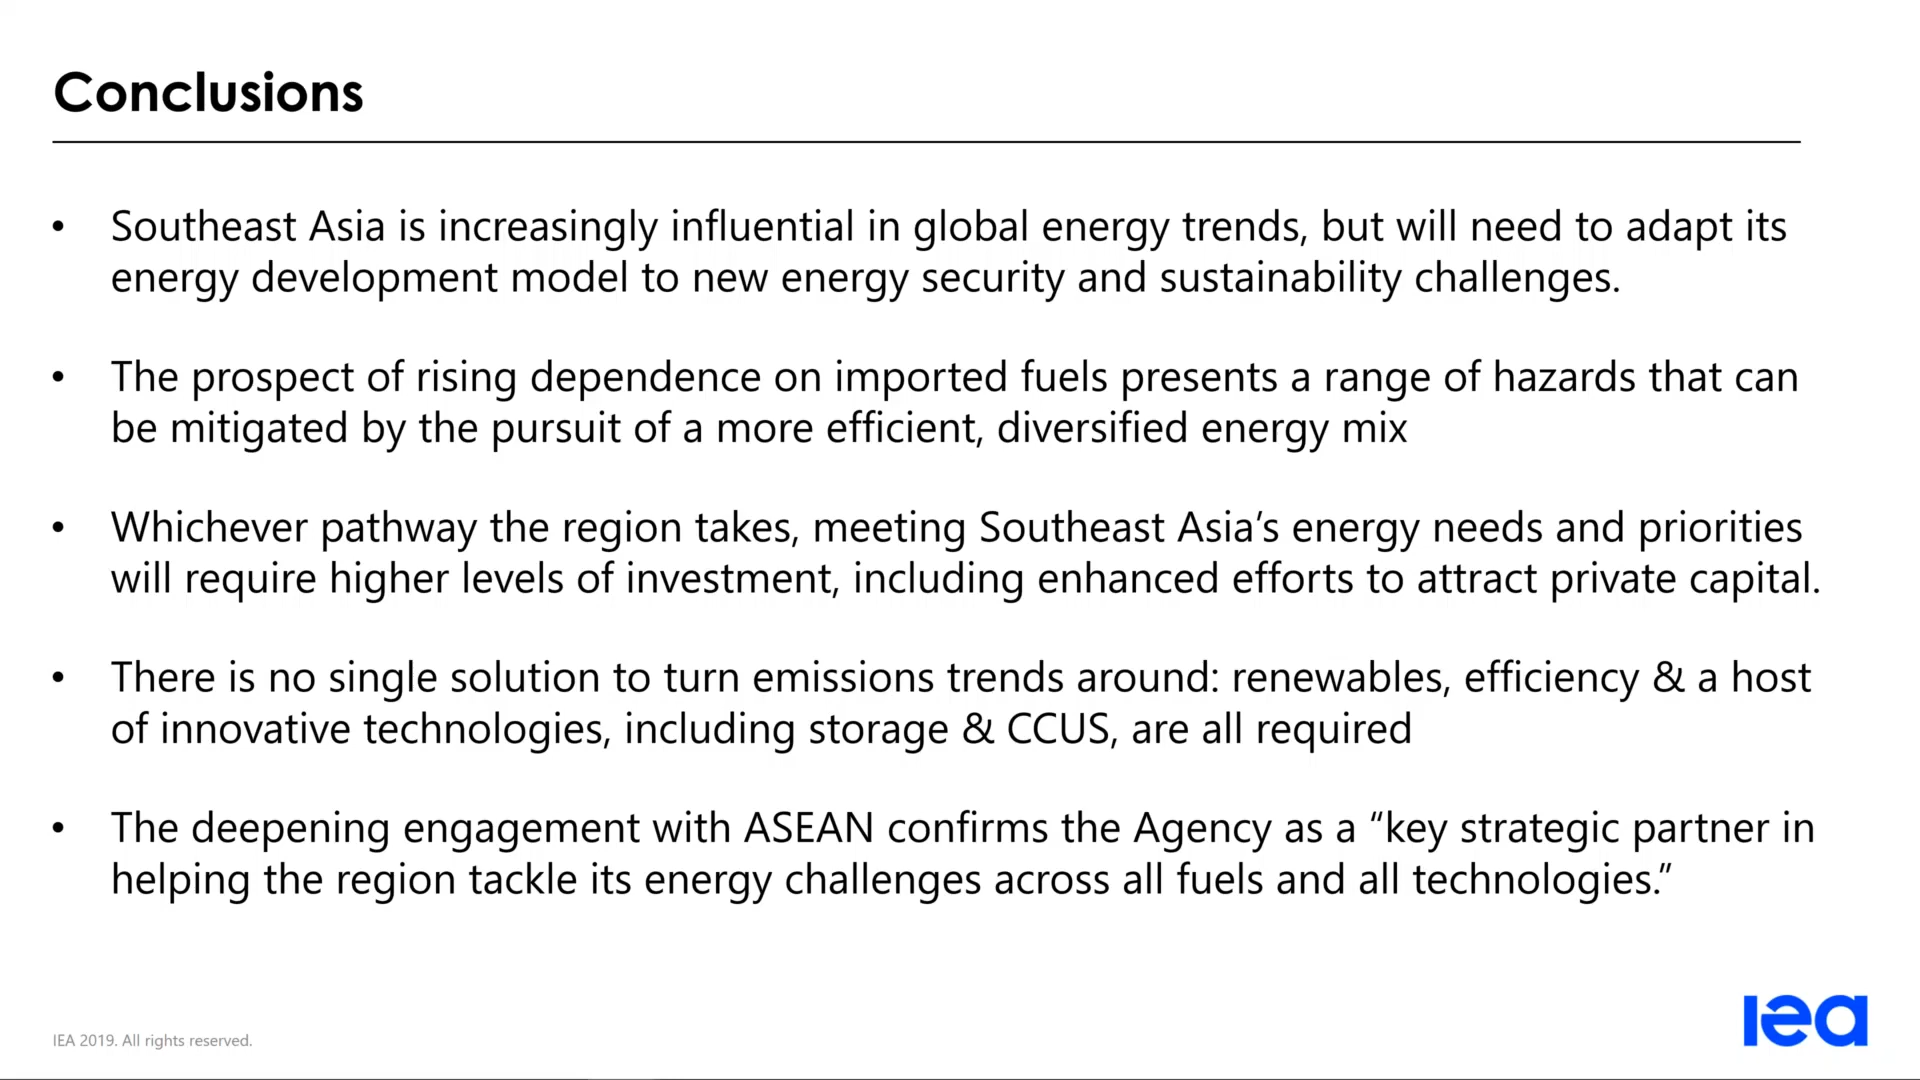 Conclusions
• Southeast Asia is increasingly influential in global energy trends, but will need to adapt its
energy development model to new energy security and sustainability challenges.
• The prospect of rising dependence on imported fuels presents a range of hazards that can
be mitigated by the pursuit of a more efficient, diversified energy mix
• Whichever pathway the region takes, meeting Southeast Asia’s energy needs and priorities
will require higher levels of investment, including enhanced efforts to attract private capital.
• There is no single solution to turn emissions trends around: renewables, efficiency & a host
of innovative technologies, including storage & CCUS, are all required
• The deepening engagement with ASEAN confirms the Agency as a “key strategic partner in
helping the region tackle its energy challenges across all fuels and all technologies.”
IEA 2019. All rights reserved.
iea